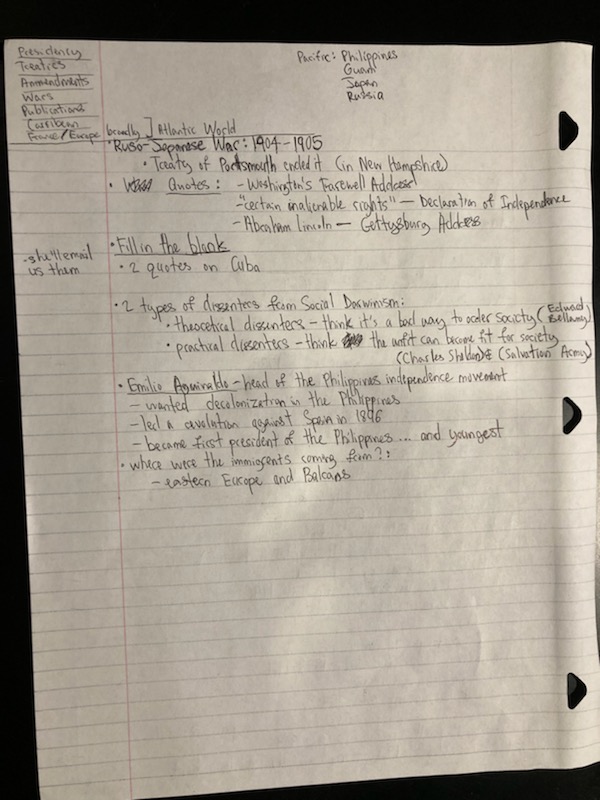 Presidency
Treaties
Ammendments
Wars
Publications
Carribean
France/Europe broadly ] Atlantic World
Pacific: Philippines
Guam
Japan
Russia
• Ruso-Japanese War: 1904-1905
• Treaty of Portsmouth ended it (in New Hampshire)
• Quotes: - Washington's Farewell Address
- "certain inalienable rights" — Declaration of Independence
- Abraham Lincoln — Gettysburg Address
• Fill in the blank
- she'll email us them
• 2 quotes on Cuba
• 2 types of dissenters from Social Darwinism:
• theoretical dissenters - think it's a bad way to order society (Edward Bellamy)
• practical dissenters - think the unfit can become fit for society
(Charles Sheldon) & (Salvation Army)
• Emilio Aguinaldo - head of the Philippines independence movement
- wanted decolonization in the Philippines
- led a revolution against Spain in 1896
- became first president of the Philippines... and youngest
• where were the immigrents coming from?:
- eastern Europe and Balcans